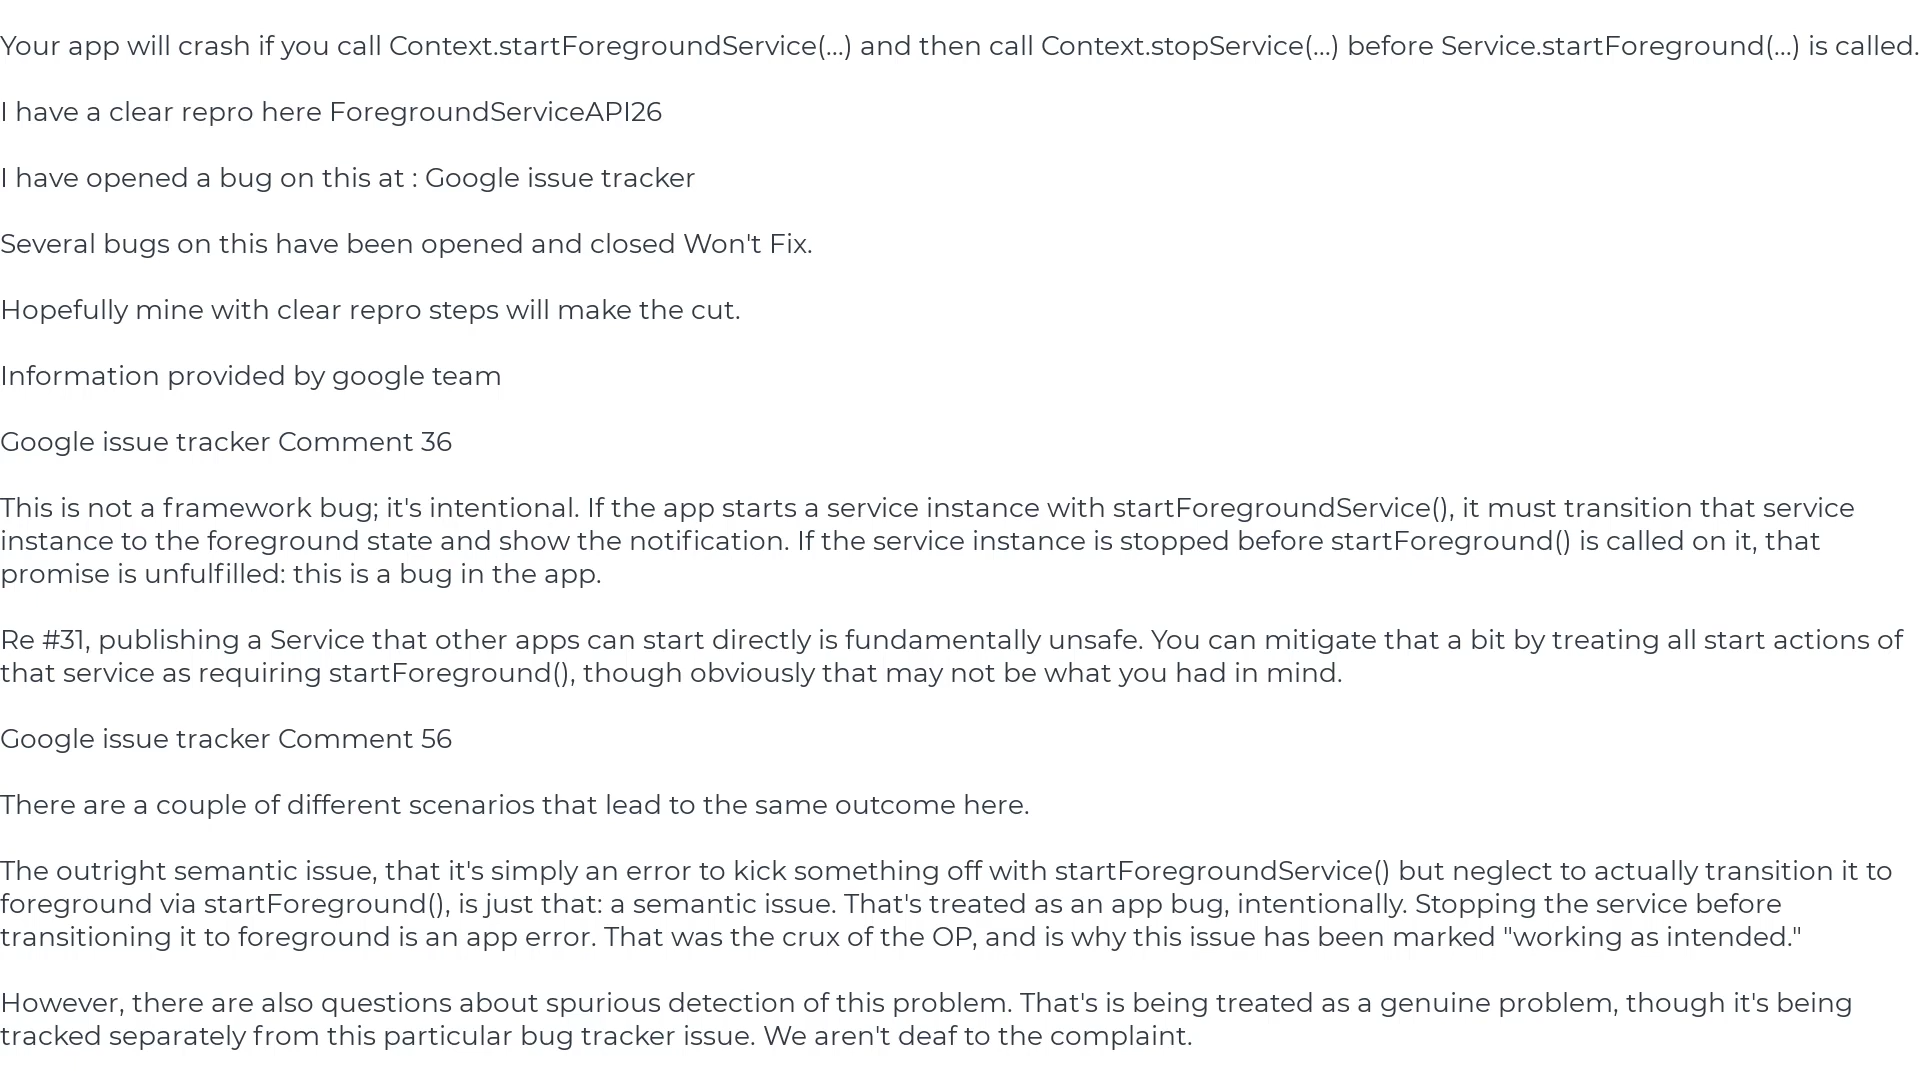 Your app will crash if you call Context.startForegroundService(...) and then call Context.stopService(...) before Service.startForeground(...) is called.
I have a clear repro here ForegroundServiceAPI26
I have opened a bug on this at : Google issue tracker
Several bugs on this have been opened and closed Won't Fix.
Hopefully mine with clear repro steps will make the cut.
Information provided by google team
Google issue tracker Comment 36
This is not a framework bug; it's intentional. If the app starts a service instance with startForegroundService(), it must transition that service
instance to the foreground state and show the notification. If the service instance is stopped before startForeground() is called on it, that
promise is unfulfilled: this is a bug in the app.
Re #31, publishing a Service that other apps can start directly is fundamentally unsafe. You can mitigate that a bit by treating all start actions of
that service as requiring startForeground(), though obviously that may not be what you had in mind.
Google issue tracker Comment 56
There are a couple of different scenarios that lead to the same outcome here.
The outright semantic issue, that it's simply an error to kick something off with startForegroundService() but neglect to actually transition it to
foreground via startForeground(), is just that: a semantic issue. That's treated as an app bug, intentionally. Stopping the service before
transitioning it to foreground is an app error. That was the crux of the OP, and is why this issue has been marked "working as intended."
However, there are also questions about spurious detection of this problem. That's is being treated as a genuine problem, though it's being
tracked separately from this particular bug tracker issue. We aren't deaf to the complaint.